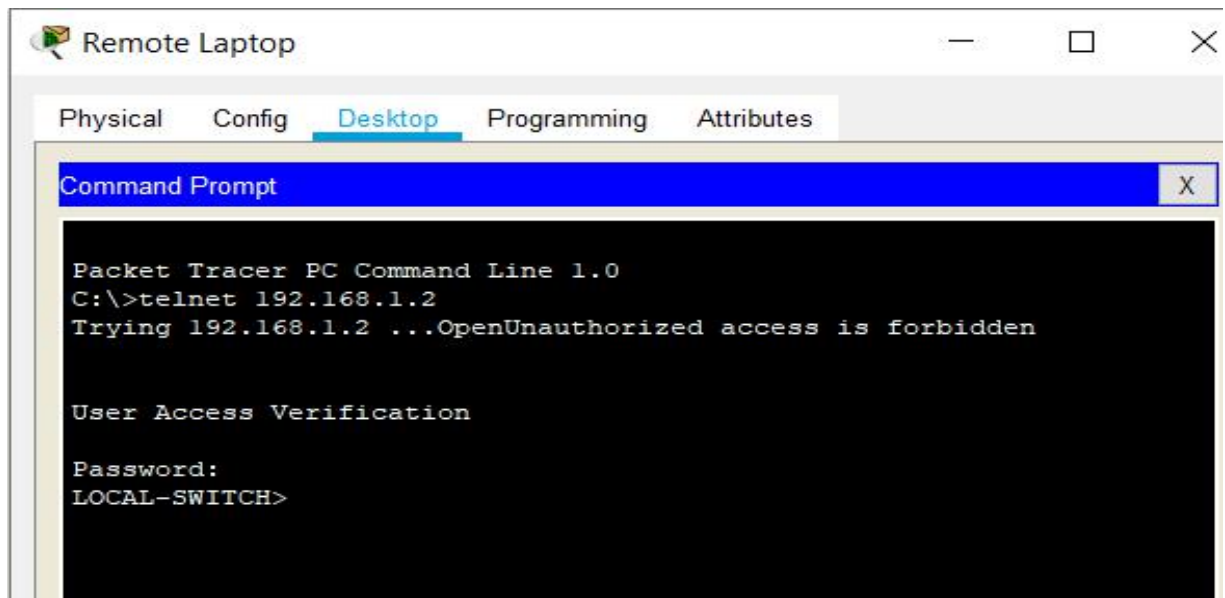 Remote Laptop
Physical Config Desktop Programming Attributes
Command Prompt X
Packet Tracer PC Command Line 1.0
C:\>telnet 192.168.1.2
Trying 192.168.1.2 ...OpenUnauthorized access is forbidden
User Access Verification
Password:
LOCAL-SWITCH>